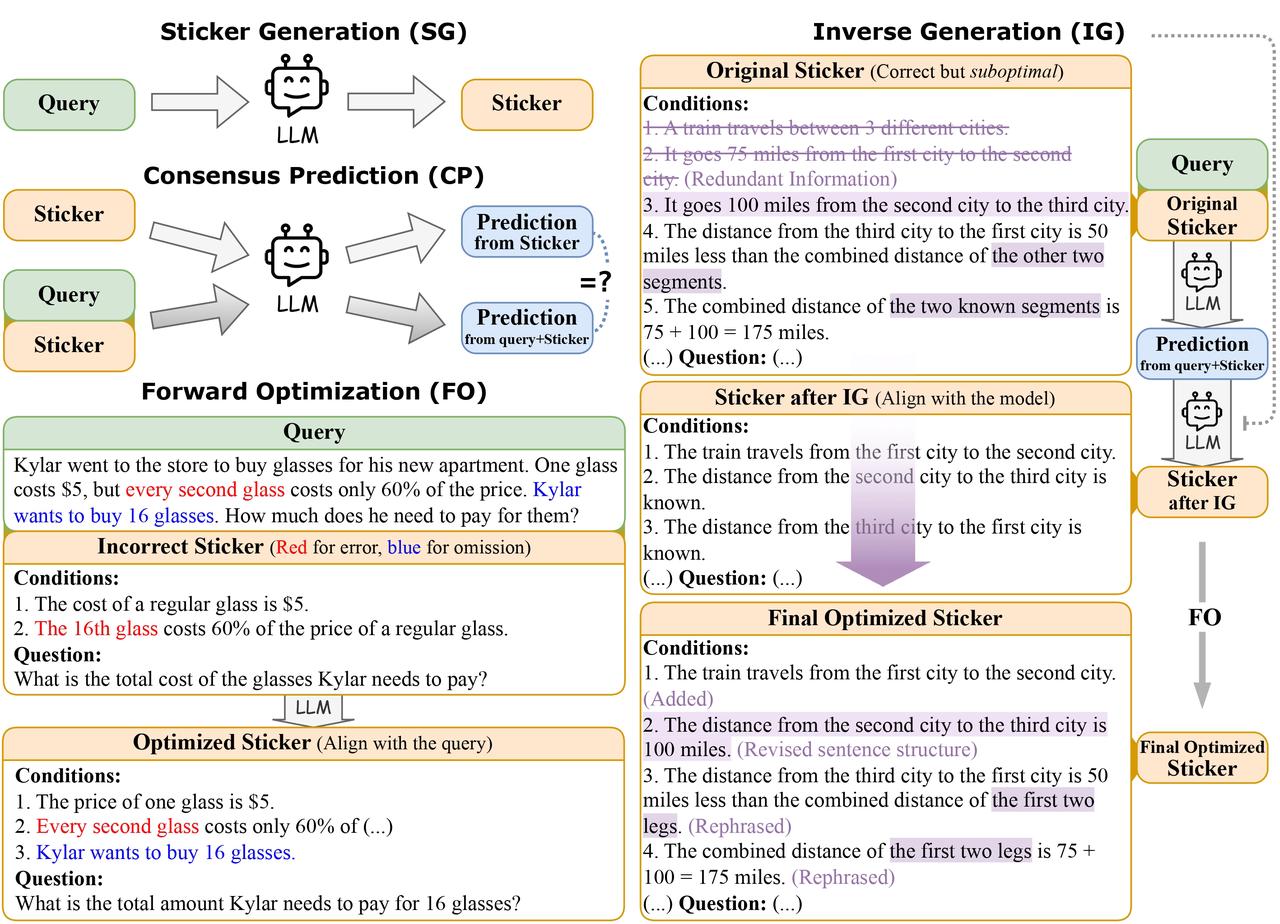 Sticker Generation (SG)
Query
LLM
Sticker
Consensus Prediction (CP)
Sticker
Query
Sticker
LLM
Prediction
from Sticker
=?
Prediction
from query+Sticker
Forward Optimization (FO)
Query
Kylar went to the store to buy glasses for his new apartment. One glass
costs $5, but every second glass costs only 60% of the price. Kylar
wants to buy 16 glasses. How much does he need to pay for them?
Incorrect Sticker (Red for error, blue for omission)
Conditions:
1. The cost of a regular glass is $5.
2. The 16th glass costs 60% of the price of a regular glass.
Question:
What is the total cost of the glasses Kylar needs to pay?
LLM
Optimized Sticker (Align with the query)
Conditions:
1. The price of one glass is $5.
2. Every second glass costs only 60% of (...)
3. Kylar wants to buy 16 glasses.
Question:
What is the total amount Kylar needs to pay for 16 glasses?
Inverse Generation (IG)
Original Sticker (Correct but suboptimal)
Conditions:
1. A train travels between 3 different cities.
2. It goes 75 miles from the first city to the second
city. (Redundant Information)
3. It goes 100 miles from the second city to the third city.
4. The distance from the third city to the first city is 50
miles less than the combined distance of the other two
segments.
5. The combined distance of the two known segments is
75 + 100 = 175 miles.
(...) Question: (...)
Sticker after IG (Align with the model)
Conditions:
1. The train travels from the first city to the second city.
2. The distance from the second city to the third city is
known.
3. The distance from the third city to the first city is
known.
(...) Question: (...)
Final Optimized Sticker
Conditions:
1. The train travels from the first city to the second city.
(Added)
2. The distance from the second city to the third city is
100 miles. (Revised sentence structure)
3. The distance from the third city to the first city is 50
miles less than the combined distance of the first two
legs. (Rephrased)
4. The combined distance of the first two legs is 75 +
100 = 175 miles. (Rephrased)
(...) Question: (...)
Query
Original
Sticker
LLM
Prediction
from query+Sticker
LLM
Sticker
after IG
FO
Final Optimized
Sticker